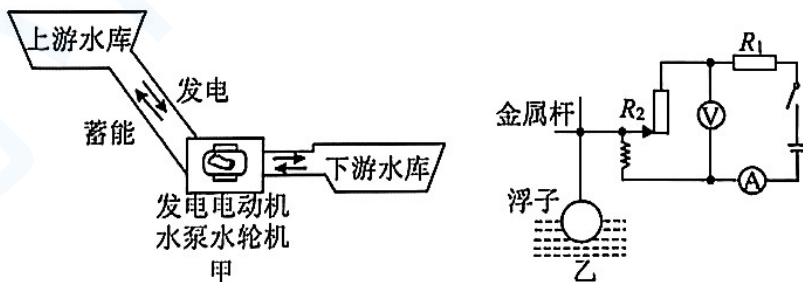 上游水库
发电
蓄能
下游水库
发电电动机
水泵水轮机
甲
R₁
R₂
金属杆
V
A
浮子
乙